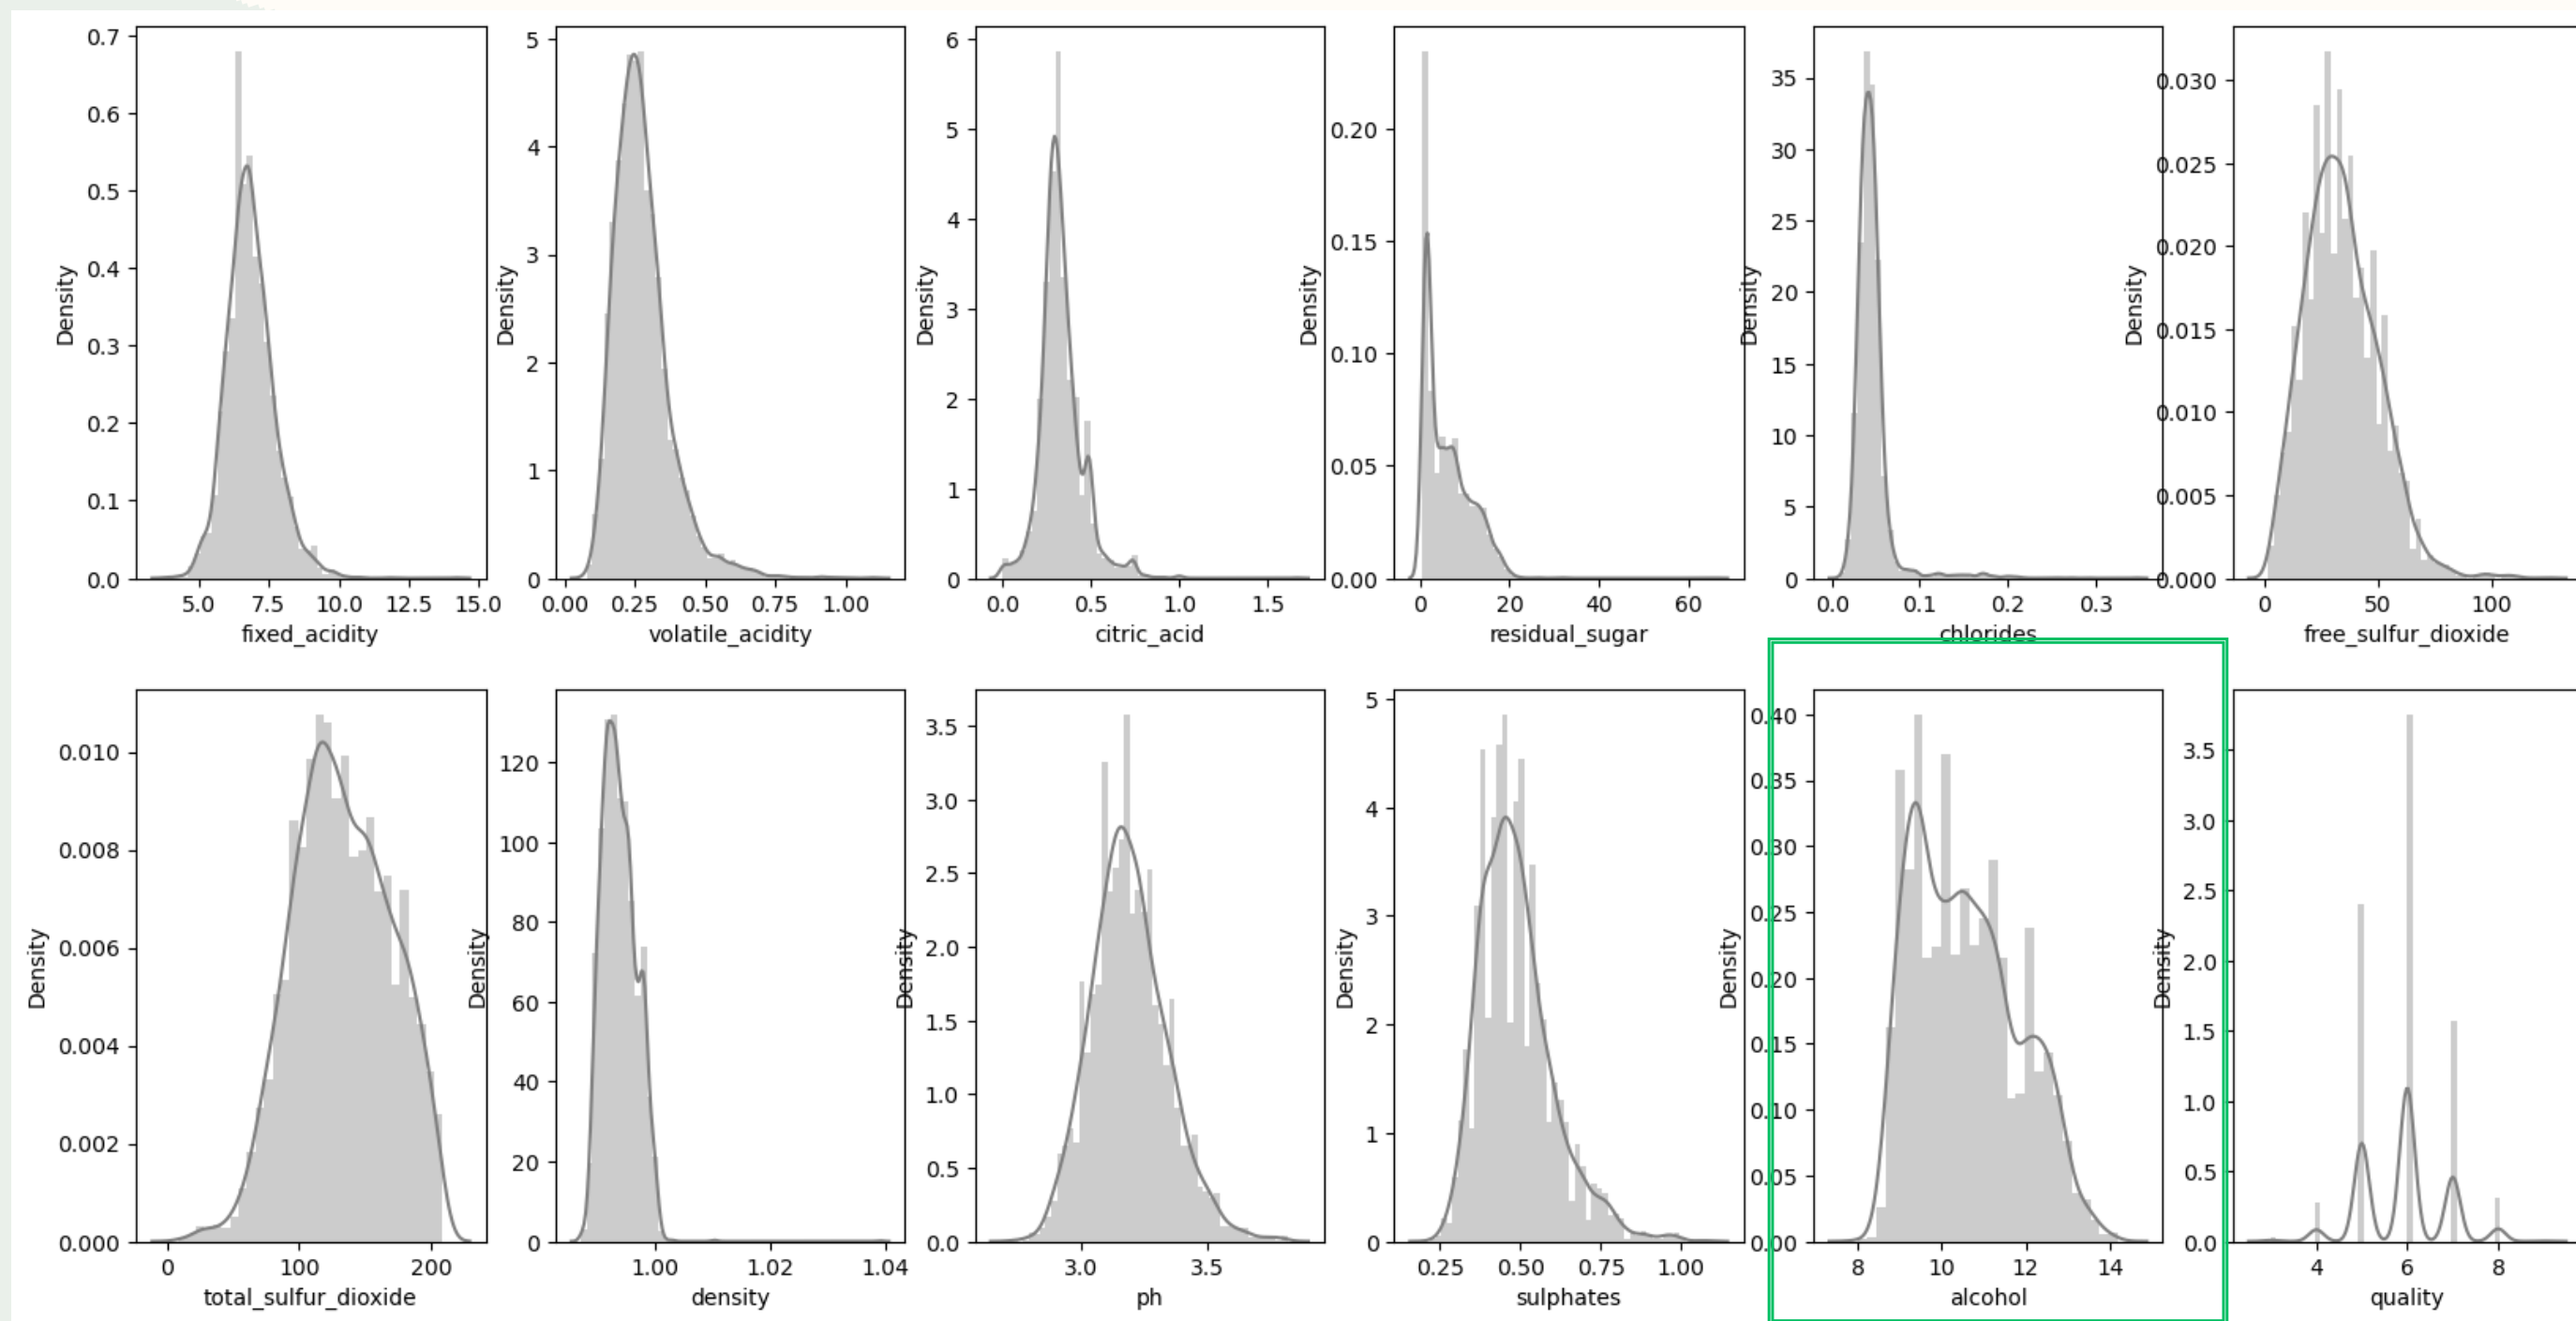 0.7
0.6
0.5
0.4
0.3
0.2
0.1
0.0
Density
5.0 7.5 10.0 12.5 15.0
fixed_acidity
5
4
3
2
1
0
Density
0.00 0.25 0.50 0.75 1.00
volatile_acidity
6
5
4
3
2
1
0
Density
0.0 0.5 1.0 1.5
citric_acid
0.20
0.15
0.10
0.05
0.00
Density
0 20 40 60
residual_sugar
35
30
25
20
15
10
5
0
Density
0.0 0.1 0.2 0.3
chlorides
0.030
0.025
0.020
0.015
0.010
0.005
0.000
Density
0 50 100
free_sulfur_dioxide
0.010
0.008
0.006
0.004
0.002
0.000
Density
0 100 200
total_sulfur_dioxide
120
100
80
60
40
20
0
Density
1.00 1.02 1.04
density
3.5
3.0
2.5
2.0
1.5
1.0
0.5
0.0
Density
3.0 3.5
ph
5
4
3
2
1
0
Density
0.25 0.50 0.75 1.00
sulphates
0.40
0.35
0.30
0.25
0.20
0.15
0.10
0.05
0.00
Density
8 10 12 14
alcohol
3.5
3.0
2.5
2.0
1.5
1.0
0.5
0.0
Density
4 6 8
quality